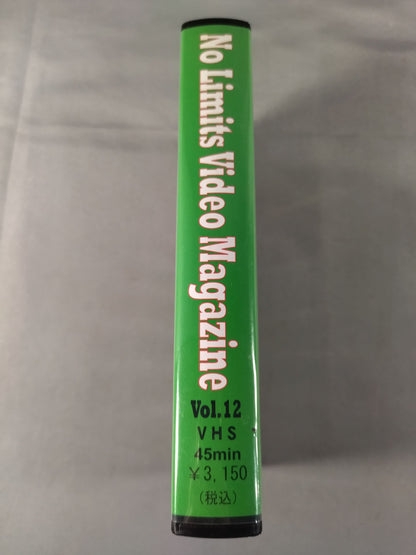 No Limits Video Magazine
Vol.12
VHS
45min
¥3,150
(税込)